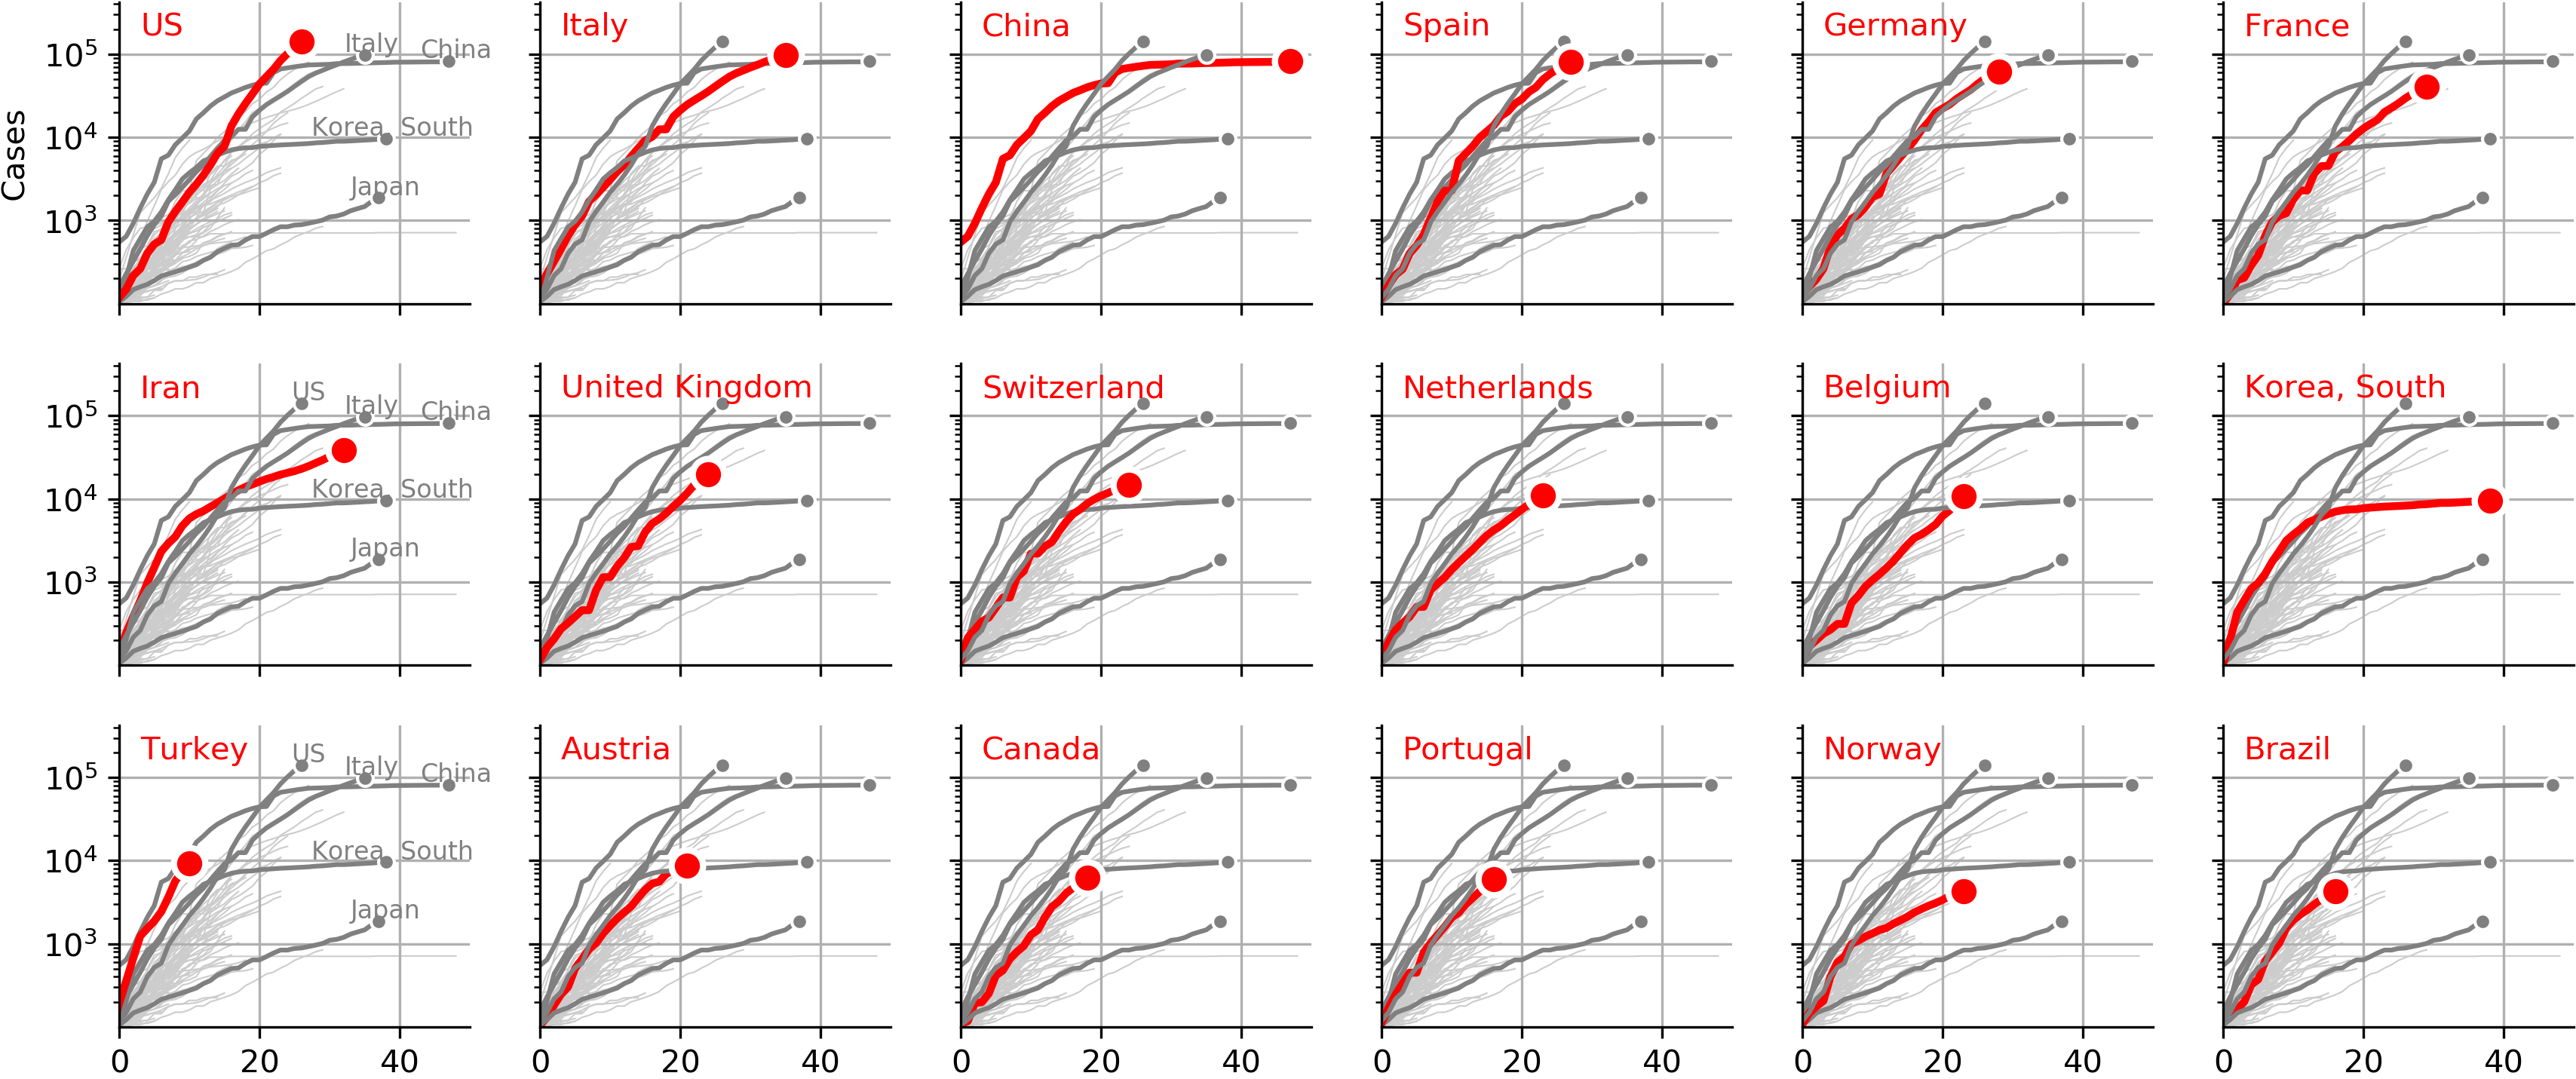 US
Italy
China
Spain
Germany
France
Italy
China
Korea, South
Japan
10⁵
10⁴
10³
Cases
Iran
United Kingdom
Switzerland
Netherlands
Belgium
Korea, South
US
Italy
China
Korea, South
Japan
10⁵
10⁴
10³
Turkey
Austria
Canada
Portugal
Norway
Brazil
US
Italy
China
Korea, South
Japan
10⁵
10⁴
10³
0 20 40
0 20 40
0 20 40
0 20 40
0 20 40
0 20 40